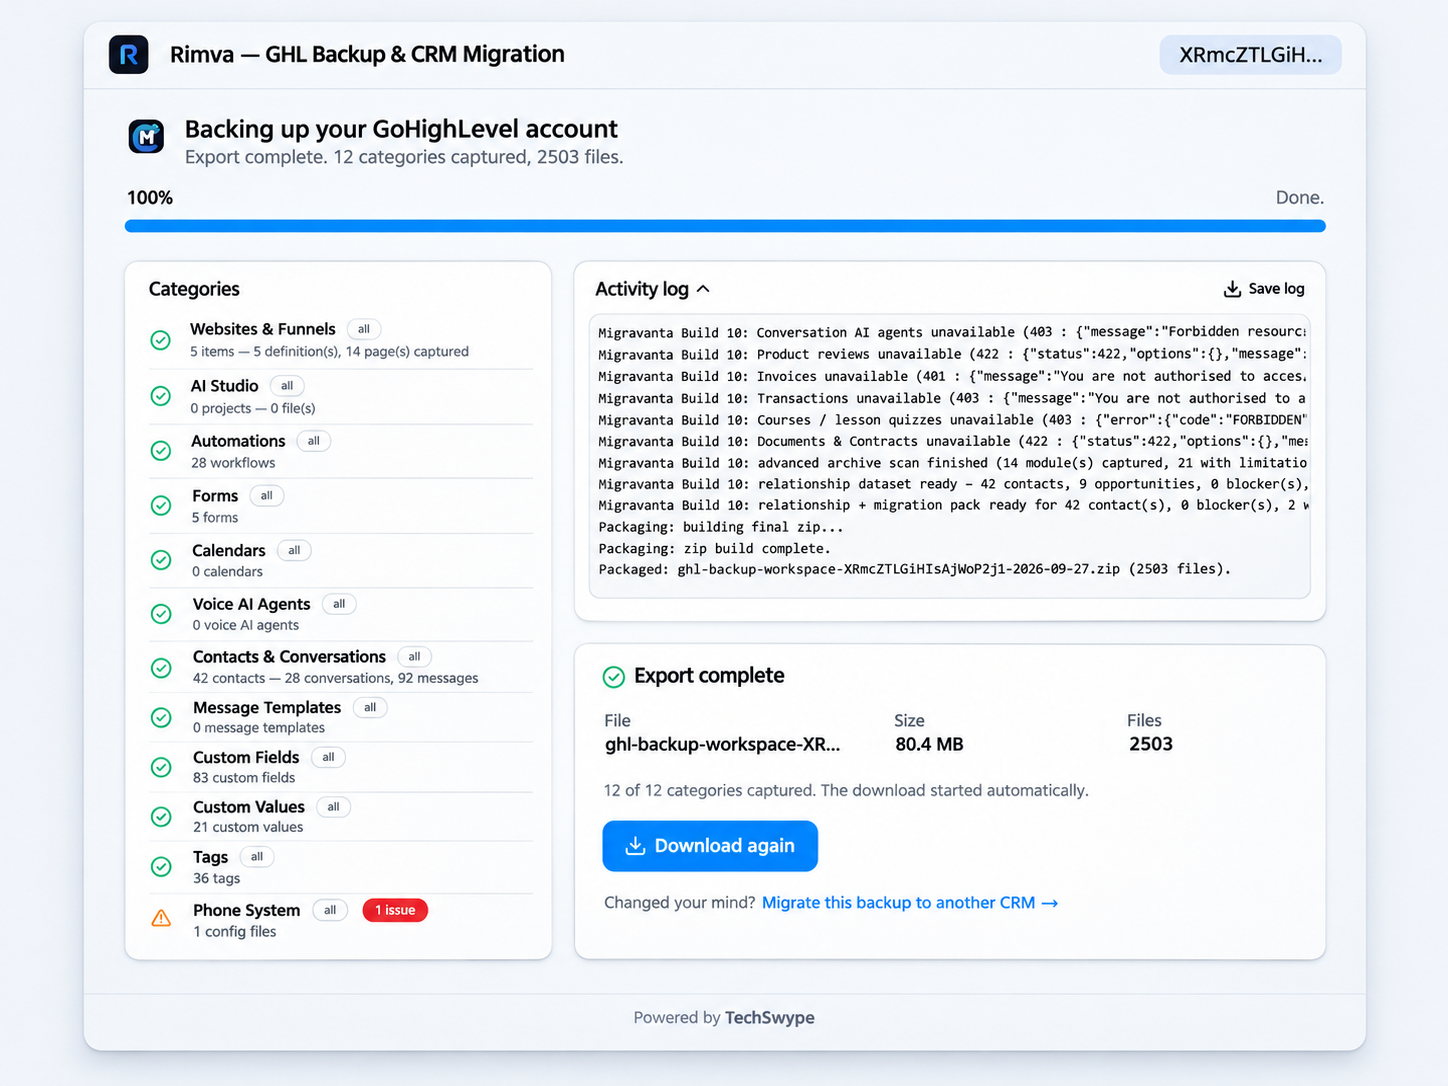 R
Rimva — GHL Backup & CRM Migration
XRmcZTLGiH...
M
Backing up your GoHighLevel account
Export complete. 12 categories captured, 2503 files.
100%
Done.
Categories
Websites & Funnels all
5 items — 5 definition(s), 14 page(s) captured
AI Studio all
0 projects — 0 file(s)
Automations all
28 workflows
Forms all
5 forms
Calendars all
0 calendars
Voice AI Agents all
0 voice AI agents
Contacts & Conversations all
42 contacts — 28 conversations, 92 messages
Message Templates all
0 message templates
Custom Fields all
83 custom fields
Custom Values all
21 custom values
Tags all
36 tags
Phone System all 1 issue
1 config files
Activity log
Save log
Migravanta Build 10: Conversation AI agents unavailable (403 : {"message":"Forbidden resourc
Migravanta Build 10: Product reviews unavailable (422 : {"status":422,"options":{},"message":
Migravanta Build 10: Invoices unavailable (401 : {"message":"You are not authorised to acces
Migravanta Build 10: Transactions unavailable (403 : {"message":"You are not authorised to a
Migravanta Build 10: Courses / lesson quizzes unavailable (403 : {"error":{"code":"FORBIDDEN"
Migravanta Build 10: Documents & Contracts unavailable (422 : {"status":422,"options":{},"mes
Migravanta Build 10: advanced archive scan finished (14 module(s) captured, 21 with limitatio
Migravanta Build 10: relationship dataset ready – 42 contacts, 9 opportunities, 0 blocker(s),
Migravanta Build 10: relationship + migration pack ready for 42 contact(s), 0 blocker(s), 2 w
Packaging: building final zip...
Packaging: zip build complete.
Packaged: ghl-backup-workspace-XRmcZTLGiHIsAjWoP2j1-2026-09-27.zip (2503 files).
Export complete
File Size Files
ghl-backup-workspace-XR... 80.4 MB 2503
12 of 12 categories captured. The download started automatically.
Download again
Changed your mind? Migrate this backup to another CRM →
Powered by TechSwype